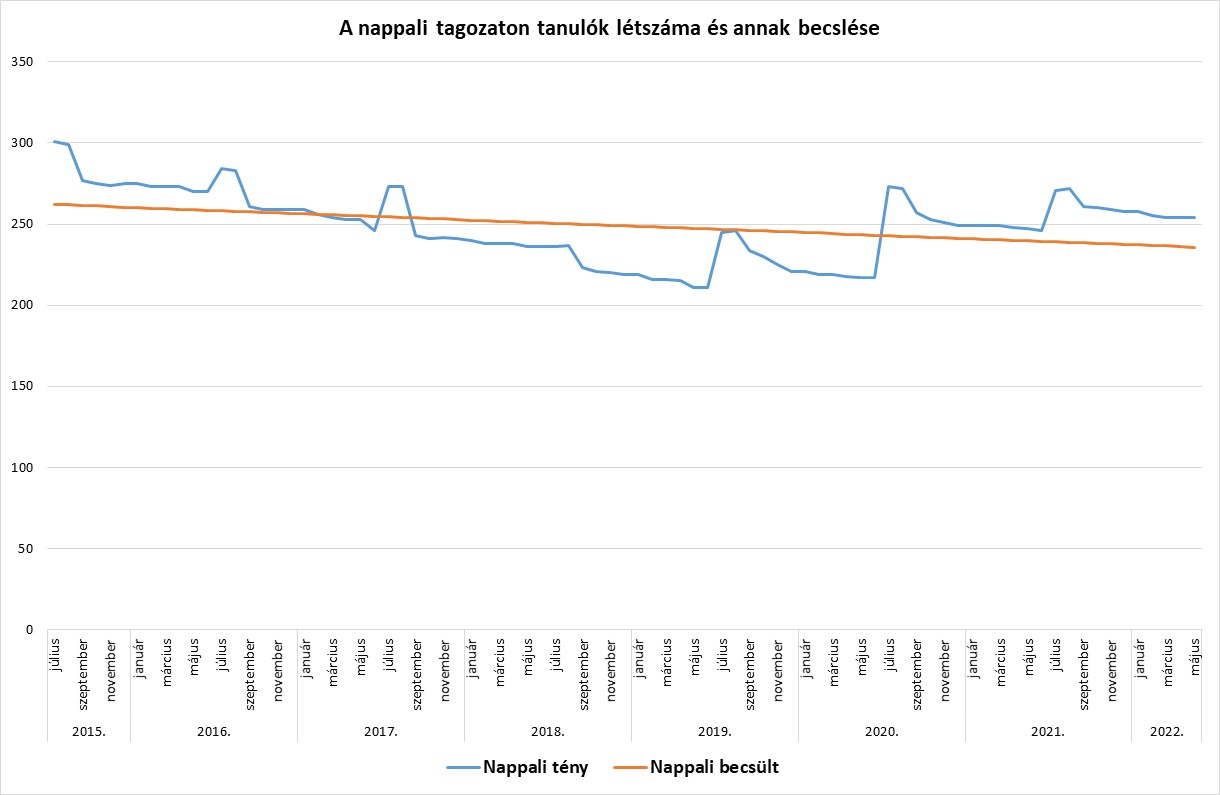 A nappali tagozaton tanulók létszáma és annak becslése
350
300
250
200
150
100
50
0
július szeptember november január március május július szeptember november január március május július szeptember november január március május július szeptember november január március május július szeptember november január március május július szeptember november január március május július szeptember november január március május
2015. 2016. 2017. 2018. 2019. 2020. 2021. 2022.
Nappali tény Nappali becsült